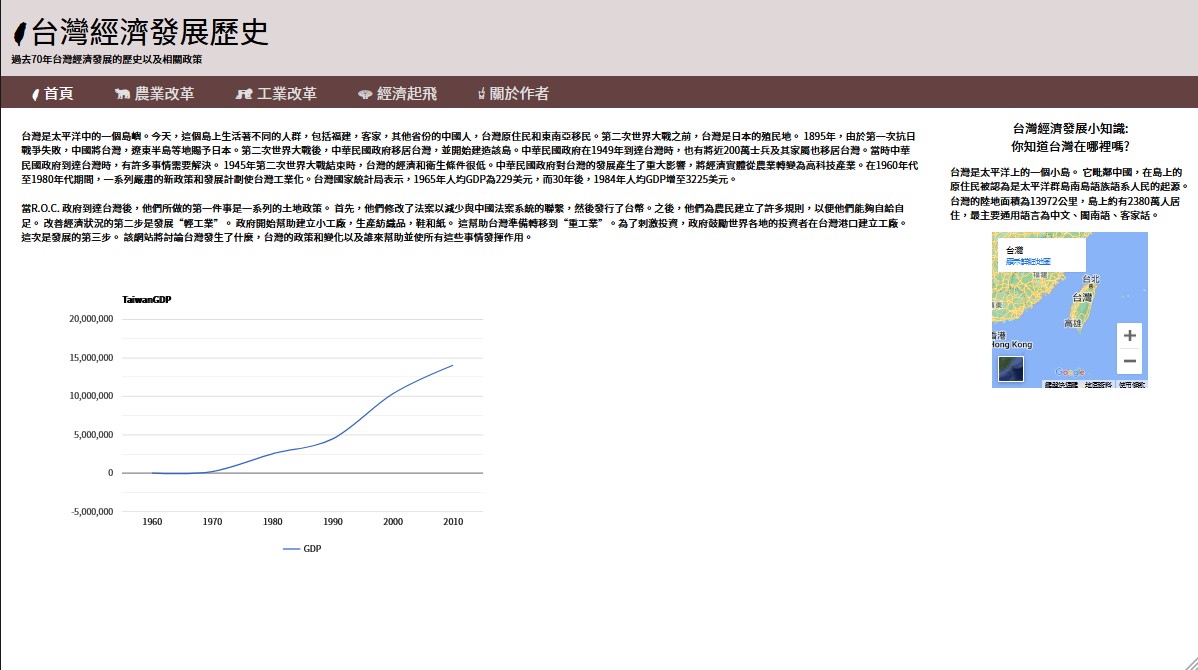 台灣經濟發展歷史
過去70年台灣經濟發展的歷史以及相關政策
首頁 農業改革 工業改革 經濟起飛 關於作者
台灣是太平洋中的一個島嶼。今天，這個島上生活著不同的人群，包括福建，客家，其他省份的中國人，台灣原住民和東南亞移民。第二次世界大戰之前，台灣是日本的殖民地。 1895年，由於第一次抗日
戰爭失敗，中國將台灣，遼東半島等地賜予日本。第二次世界大戰後，中華民國政府移居台灣，並開始建造該島。中華民國政府在1949年到達台灣時，也有將近200萬士兵及其家屬也移居台灣。當時中華
民國政府到達台灣時，有許多事情需要解決。 1945年第二次世界大戰結束時，台灣的經濟和衛生條件很低。中華民國政府對台灣的發展產生了重大影響，將經濟實體從農業轉變為高科技產業。在1960年代
至1980年代期間，一系列嚴肅的新政策和發展計劃使台灣工業化。台灣國家統計局表示，1965年人均GDP為229美元，而30年後，1984年人均GDP增至3225美元。
當R.O.C. 政府到達台灣後，他們所做的第一件事是一系列的土地政策。 首先，他們修改了法案以減少與中國法案系統的聯繫，然後發行了台幣。之後，他們為農民建立了許多規則，以便他們能夠自給自
足。 改善經濟狀況的第二步是發展“輕工業”。 政府開始幫助建立小工廠，生產紡織品，鞋和紙。 這幫助台灣準備轉移到“重工業”。為了刺激投資，政府鼓勵世界各地的投資者在台灣港口建立工廠。
這次是發展的第三步。 該網站將討論台灣發生了什麼，台灣的政策和變化以及誰來幫助並使所有這些事情發揮作用。
台灣經濟發展小知識:
你知道台灣在哪裡嗎?
台灣是太平洋上的一個小島。 它毗鄰中國，在島上的
原住民被認為是太平洋群島南島語族語系人民的起源。
台灣的陸地面積為13972公里，島上約有2380萬人居
住，最主要通用語言為中文、閩南語、客家話。
台灣
顯示詳細地圖
福建
台北
台灣
廣東
高雄
香港
Hong Kong
Google
鍵盤快速鍵 地圖資料 使用條款
TaiwanGDP
20,000,000
15,000,000
10,000,000
5,000,000
0
-5,000,000
1960 1970 1980 1990 2000 2010
GDP